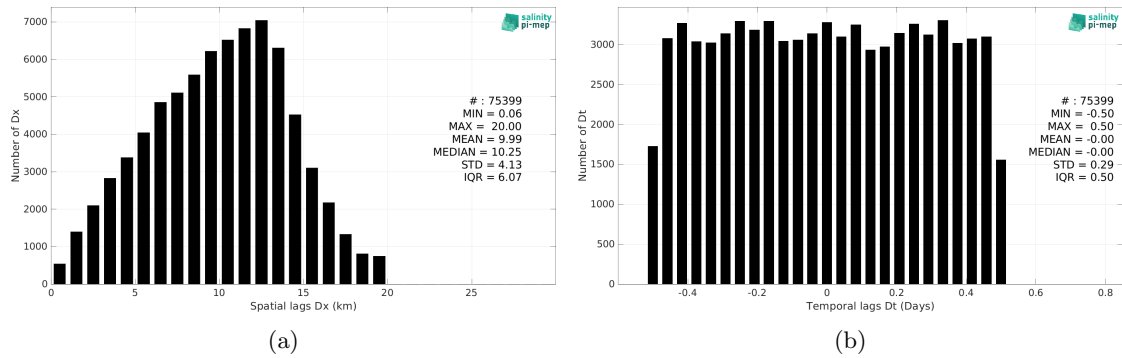 salinity
pi-mep
7000
6000
5000
4000
3000
2000
1000
0
Number of Dx
# : 75399
MIN = 0.06
MAX = 20.00
MEAN = 9.99
MEDIAN = 10.25
STD = 4.13
IQR = 6.07
0 5 10 15 20 25
Spatial lags Dx (km)
(a)
salinity
pi-mep
3000
2500
2000
1500
1000
500
0
Number of Dt
# : 75399
MIN = -0.50
MAX = 0.50
MEAN = -0.00
MEDIAN = -0.00
STD = 0.29
IQR = 0.50
-0.4 -0.2 0 0.2 0.4 0.6 0.8
Temporal lags Dt (Days)
(b)